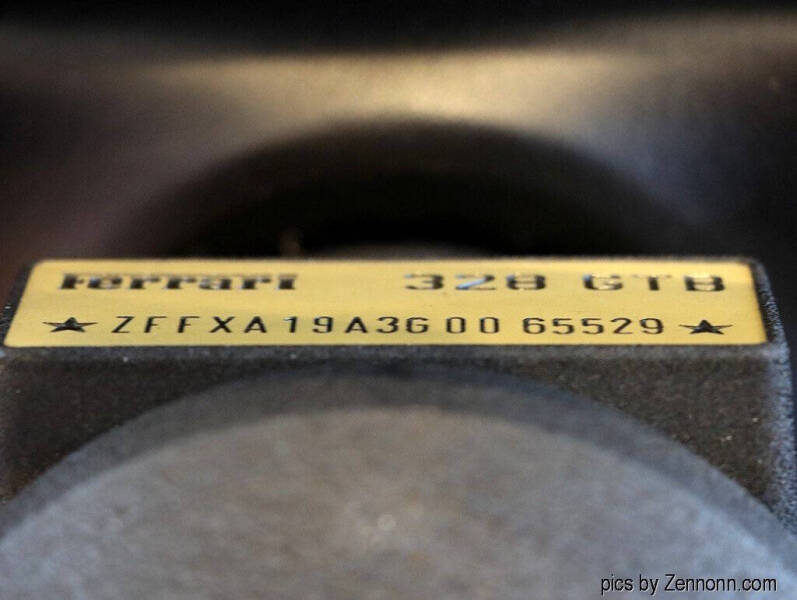 Ferrari 328 GTB
★ ZFFXA19A3G0065529 ★
pics by Zennonn.com